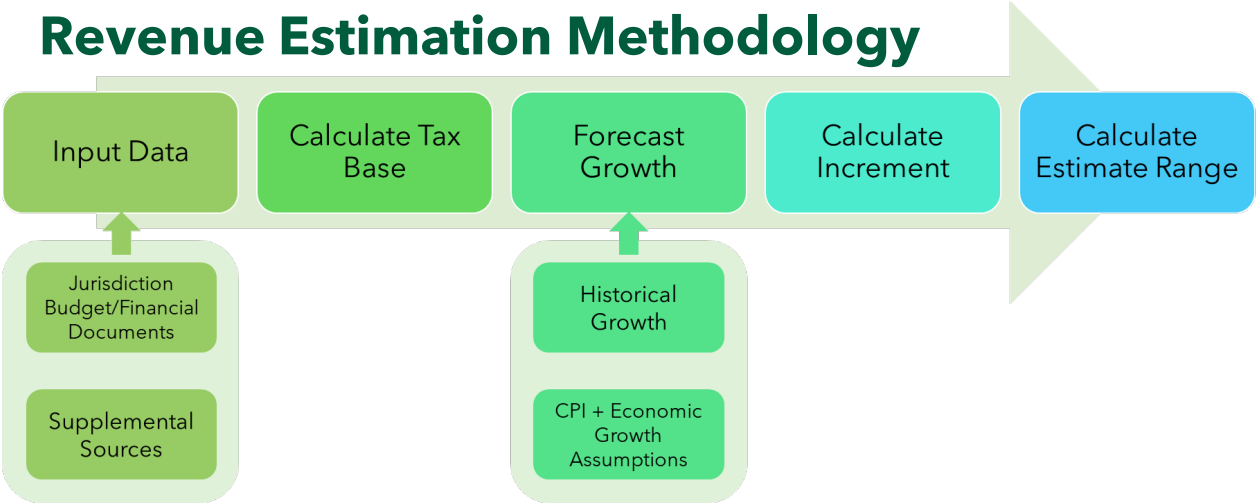 Revenue Estimation Methodology
Input Data
Calculate Tax
Base
Forecast
Growth
Calculate
Increment
Calculate
Estimate Range
Jurisdiction
Budget/Financial
Documents
Supplemental
Sources
Historical
Growth
CPI + Economic
Growth
Assumptions